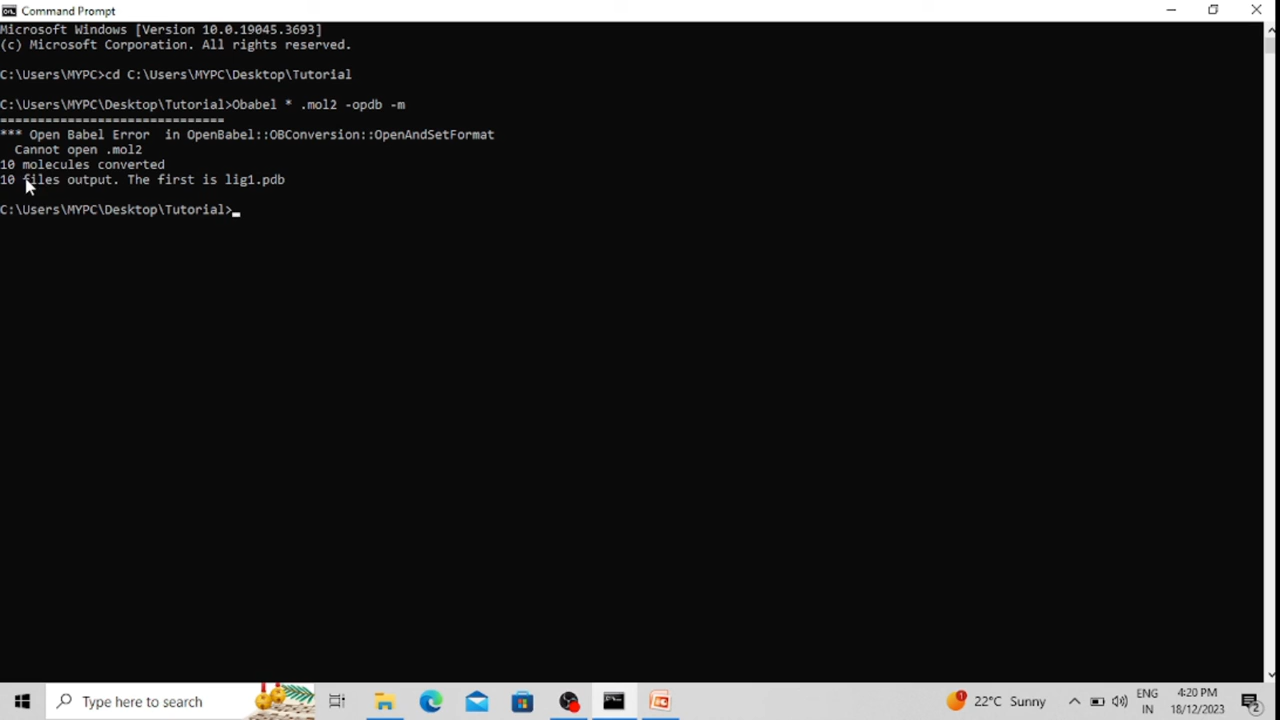 Command Prompt
Microsoft Windows [Version 10.0.19045.3693]
(c) Microsoft Corporation. All rights reserved.
C:\Users\MYPC>cd C:\Users\MYPC\Desktop\Tutorial
C:\Users\MYPC\Desktop\Tutorial>Obabel * .mol2 -opdb -m
==============================
*** Open Babel Error  in OpenBabel::OBConversion::OpenAndSetFormat
  Cannot open .mol2
10 molecules converted
10 files output. The first is lig1.pdb
C:\Users\MYPC\Desktop\Tutorial>
Type here to search
1
22°C Sunny
ENG
IN
4:20 PM
18/12/2023
2